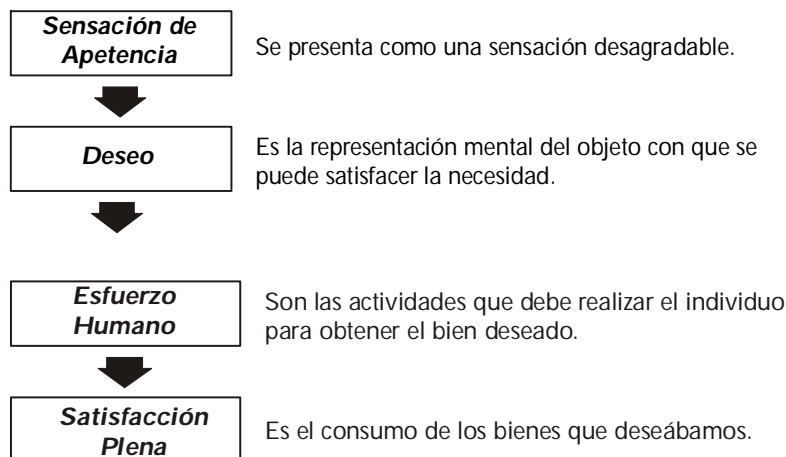 Sensación de
Apetencia
Se presenta como una sensación desagradable.
Deseo
Es la representación mental del objeto con que se
puede satisfacer la necesidad.
Esfuerzo
Humano
Son las actividades que debe realizar el individuo
para obtener el bien deseado.
Satisfacción
Plena
Es el consumo de los bienes que deseábamos.